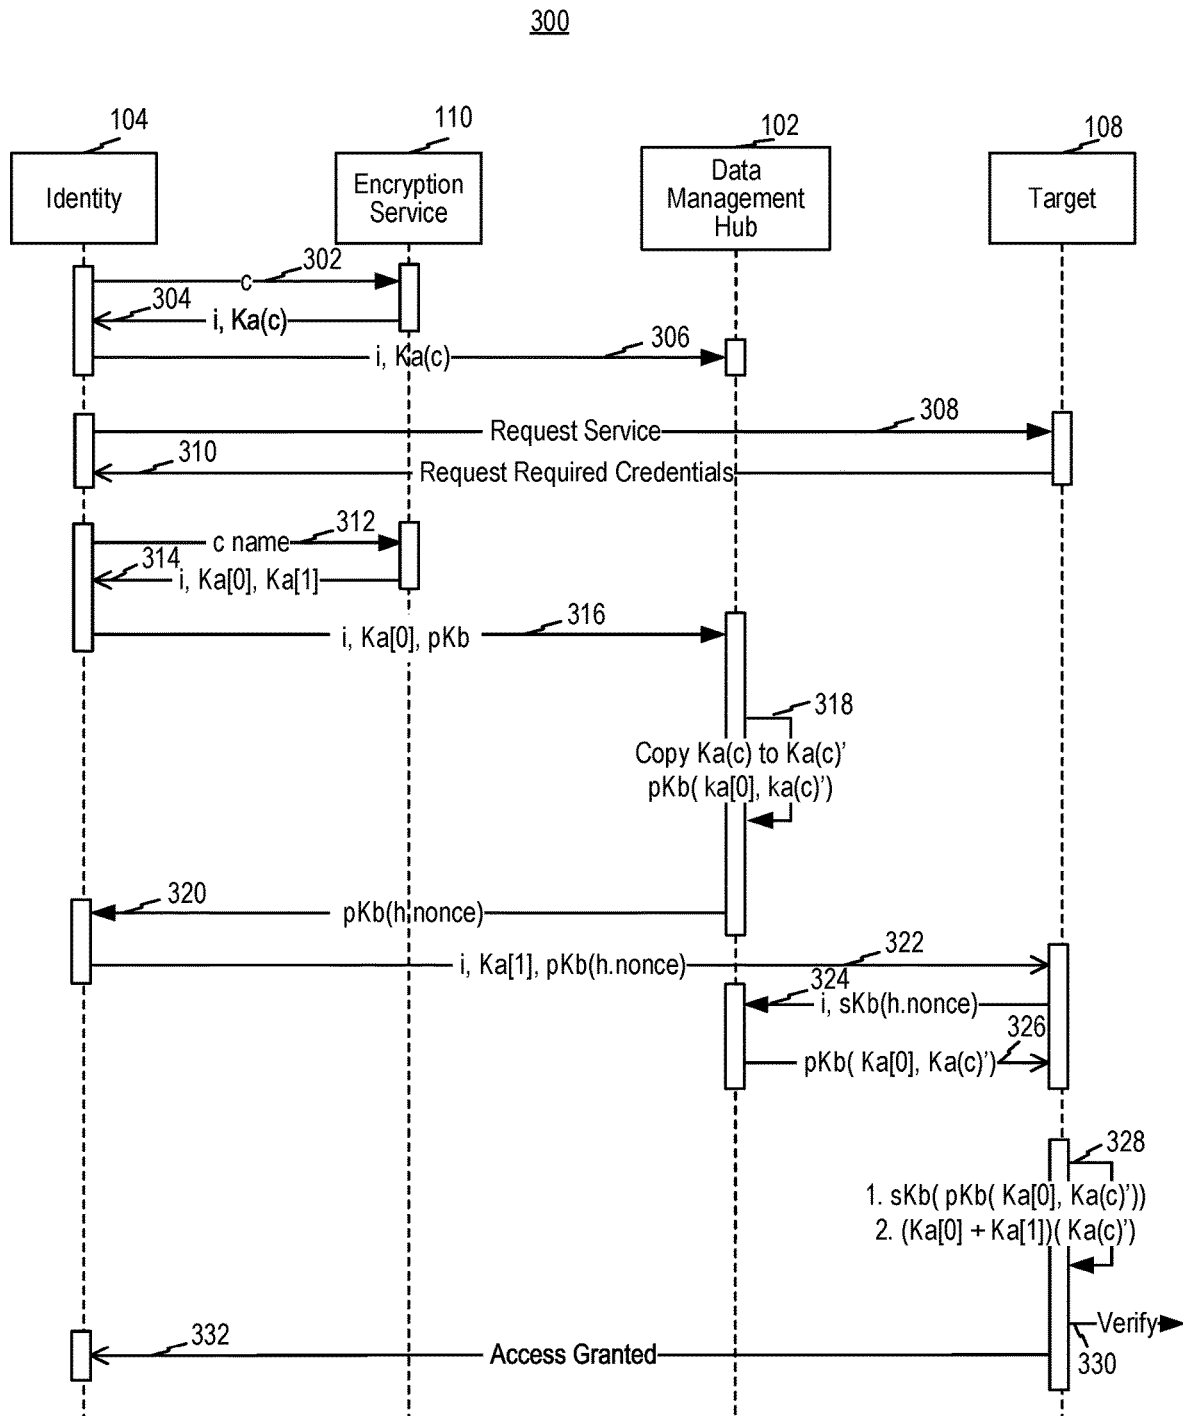 300
104
110
102
108
Identity
Encryption
Service
Data
Management
Hub
Target
302
c
304
i, Ka(c)
306
i, Ka(c)
308
Request Service
310
Request Required Credentials
312
c name
314
i, Ka[0], Ka[1]
316
i, Ka[0], pKb
318
Copy Ka(c) to Ka(c)'
pKb( ka[0], ka(c)')
320
pKb(h.nonce)
322
i, Ka[1], pKb(h.nonce)
324
i, sKb(h.nonce)
326
pKb( Ka[0], Ka(c)')
328
1. sKb( pKb( Ka[0], Ka(c)'))
2. (Ka[0] + Ka[1])( Ka(c)')
Verify
330
332
Access Granted